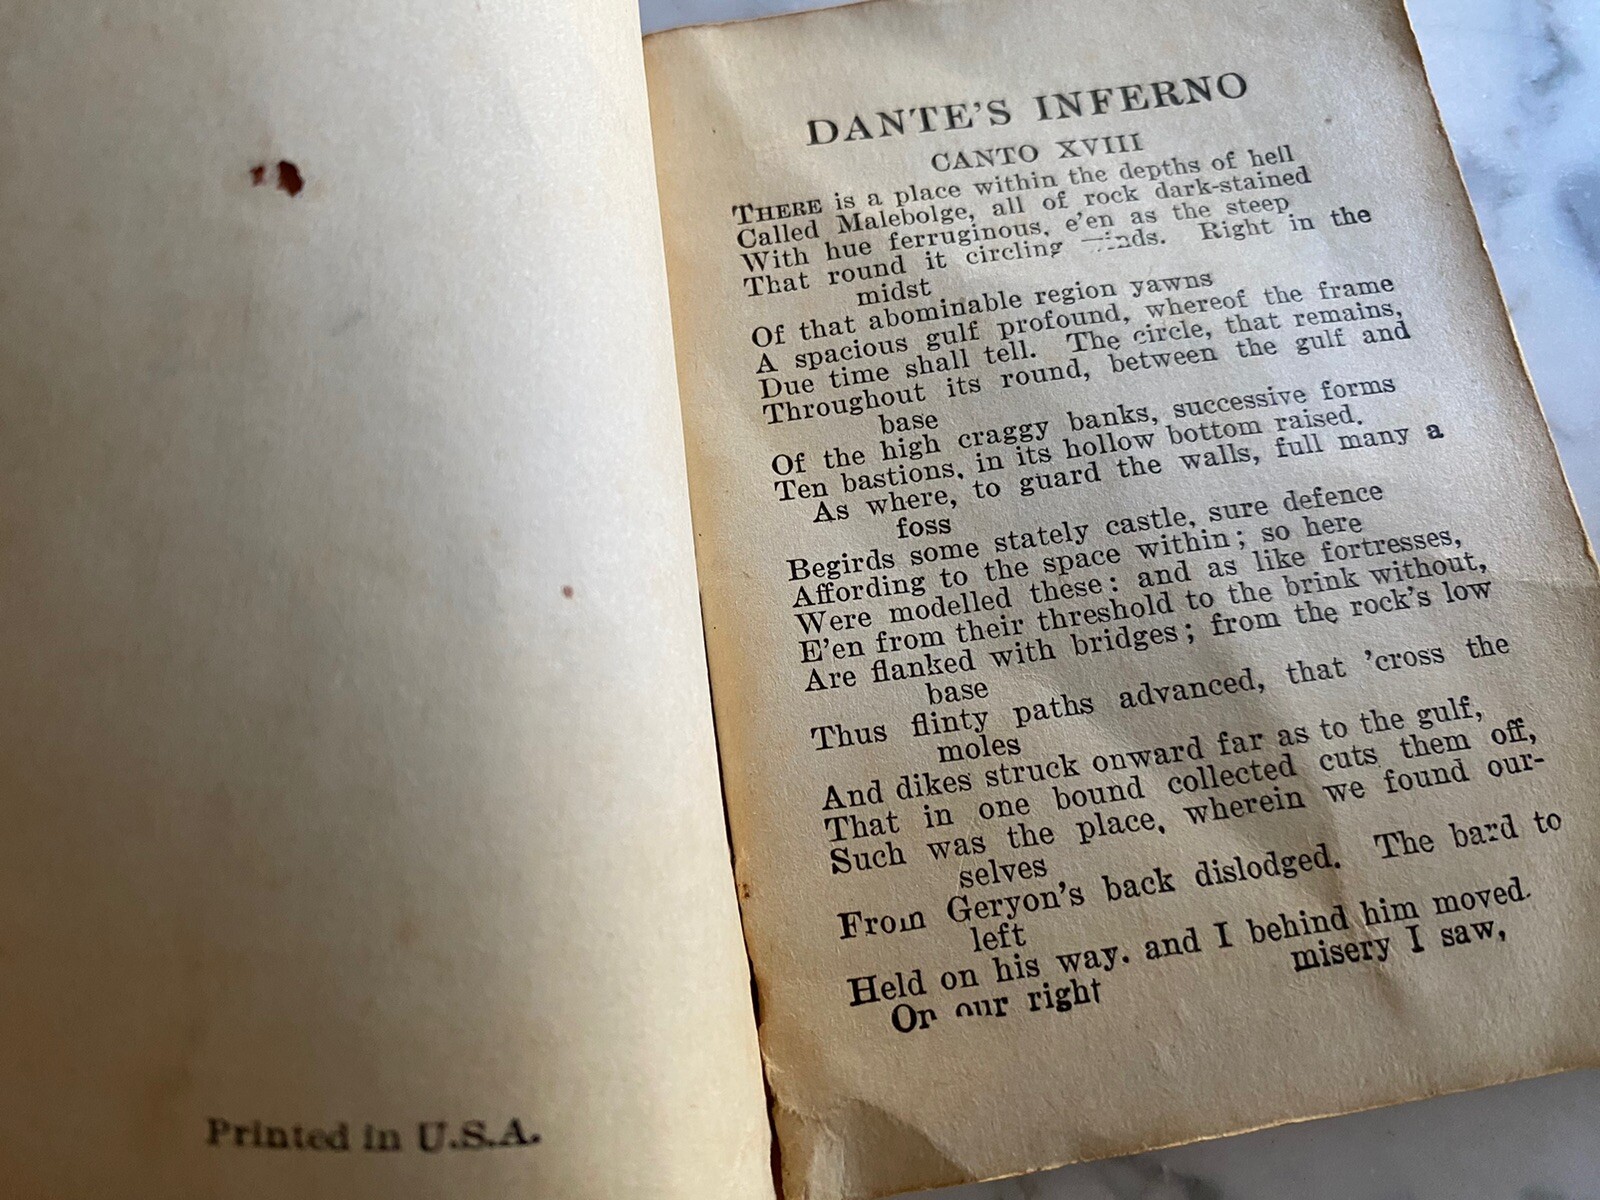 Printed in U.S.A.
DANTE'S INFERNO
CANTO XVIII
THERE is a place within the depths of hell
Called Malebolge, all of rock dark-stained
With hue ferruginous, e'en as the steep
That round it circling winds. Right in the
midst
Of that abominable region yawns
A spacious gulf profound, whereof the frame
Due time shall tell. The circle, that remains,
Throughout its round, between the gulf and
base
Of the high craggy banks, successive forms
Ten bastions, in its hollow bottom raised.
As where, to guard the walls, full many a
foss
Begirds some stately castle, sure defence
Affording to the space within; so here
Were modelled these: and as like fortresses,
E'en from their threshold to the brink without,
Are flanked with bridges; from the rock's low
base
Thus flinty paths advanced, that 'cross the
moles
And dikes struck onward far as to the gulf,
That in one bound collected cuts them off,
Such was the place, wherein we found our-
selves
From Geryon's back dislodged. The bard to
left
Held on his way. and I behind him moved.
On our right misery I saw,